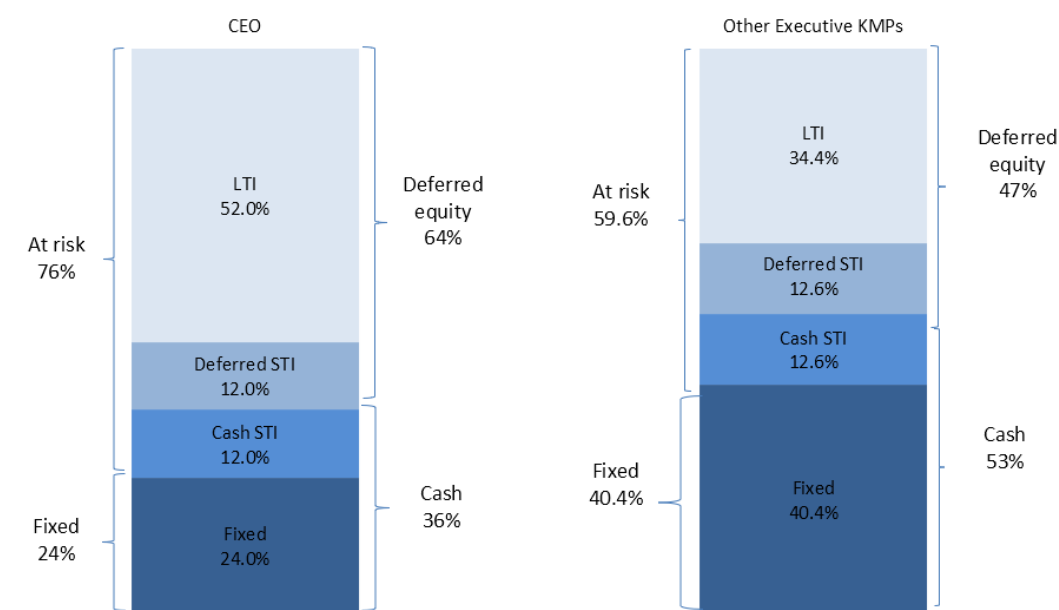 CEO
LTI
52.0%
Deferred STI
12.0%
Cash STI
12.0%
Fixed
24.0%
At risk
76%
Fixed
24%
Deferred
equity
64%
Cash
36%
Other Executive KMPs
LTI
34.4%
Deferred STI
12.6%
Cash STI
12.6%
Fixed
40.4%
At risk
59.6%
Fixed
40.4%
Deferred
equity
47%
Cash
53%